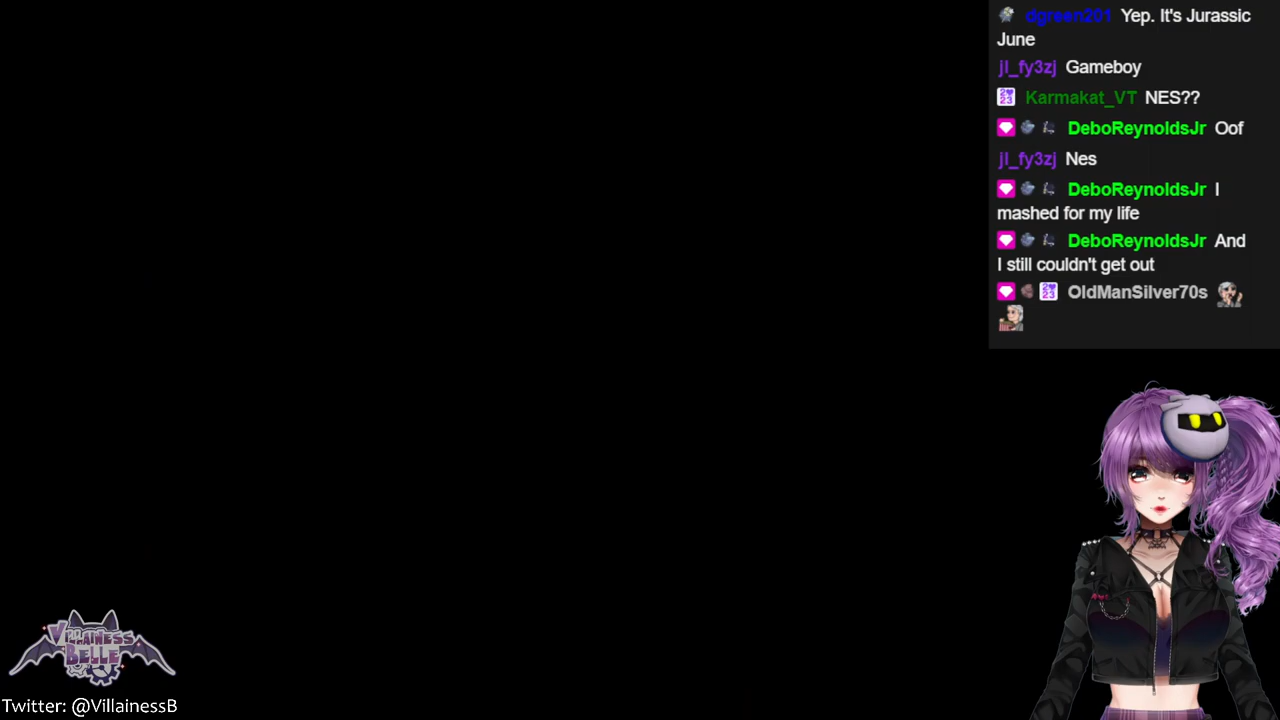 dgreen201 Yep. It's Jurassic
June
jl_fy3zj Gameboy
Karmakat_VT NES??
DeboReynoldsJr Oof
jl_fy3zj Nes
DeboReynoldsJr I
mashed for my life
DeboReynoldsJr And
I still couldn't get out
OldManSilver70s
VILLAINESS
BELLE
Twitter: @VillainessB